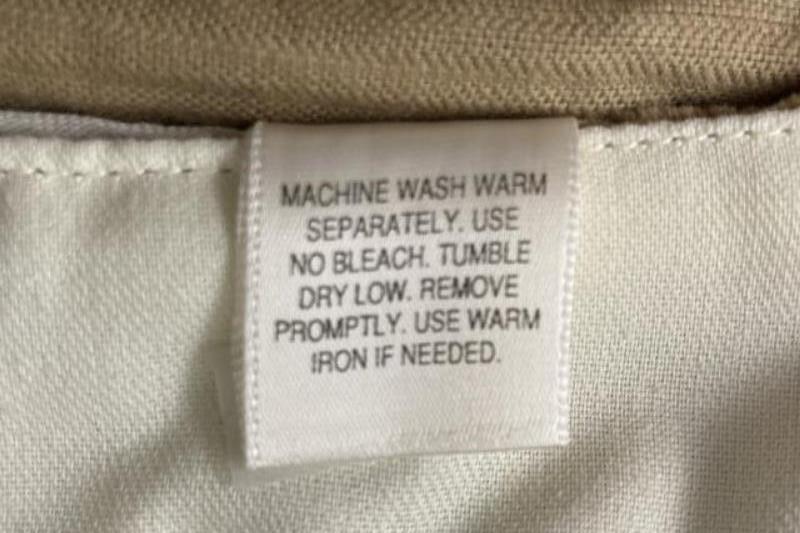 MACHINE WASH WARM
SEPARATELY. USE
NO BLEACH. TUMBLE
DRY LOW. REMOVE
PROMPTLY. USE WARM
IRON IF NEEDED.